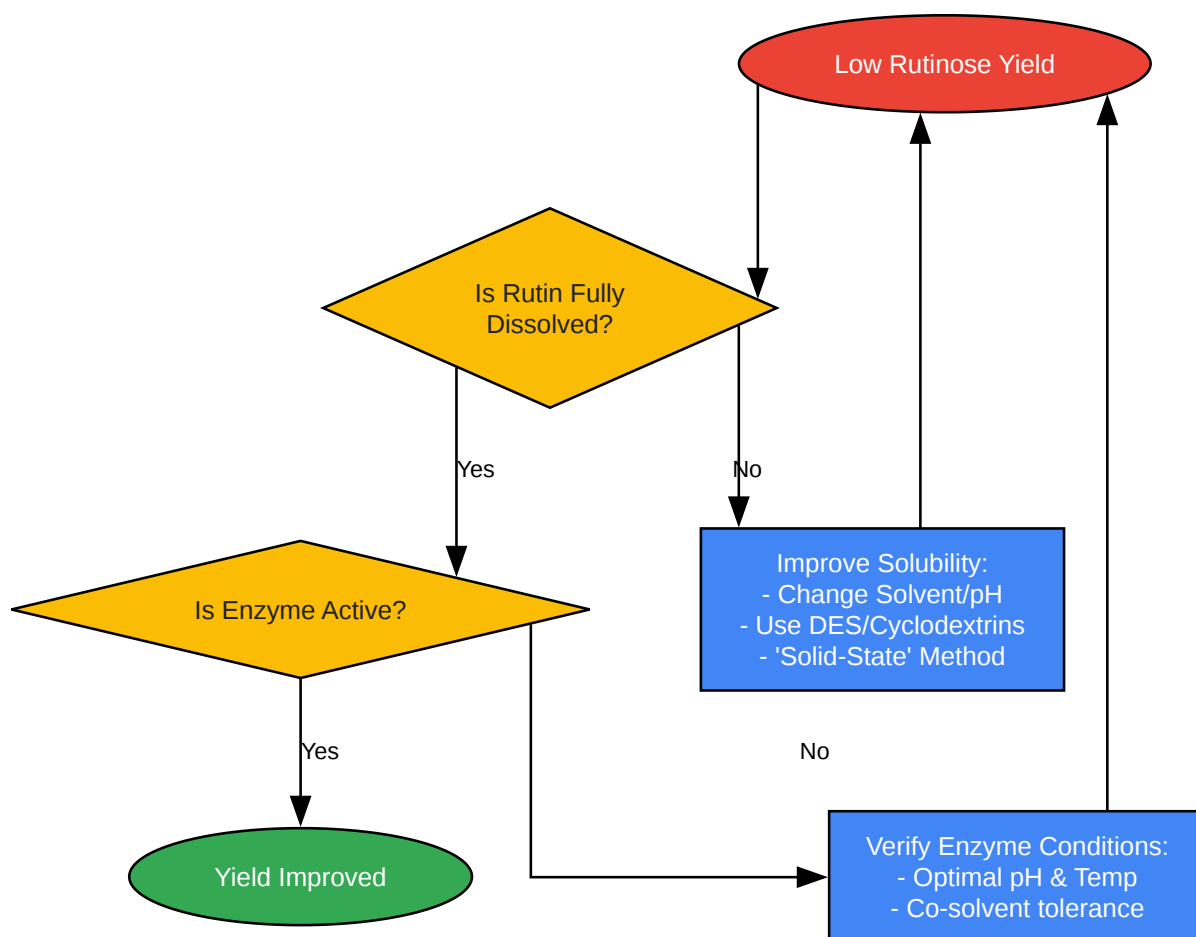 Low Rutinose Yield
Is Rutin Fully
Dissolved?
Yes
No
Improve Solubility:
- Change Solvent/pH
- Use DES/Cyclodextrins
- 'Solid-State' Method
Is Enzyme Active?
Yes
No
Verify Enzyme Conditions:
- Optimal pH & Temp
- Co-solvent tolerance
Yield Improved